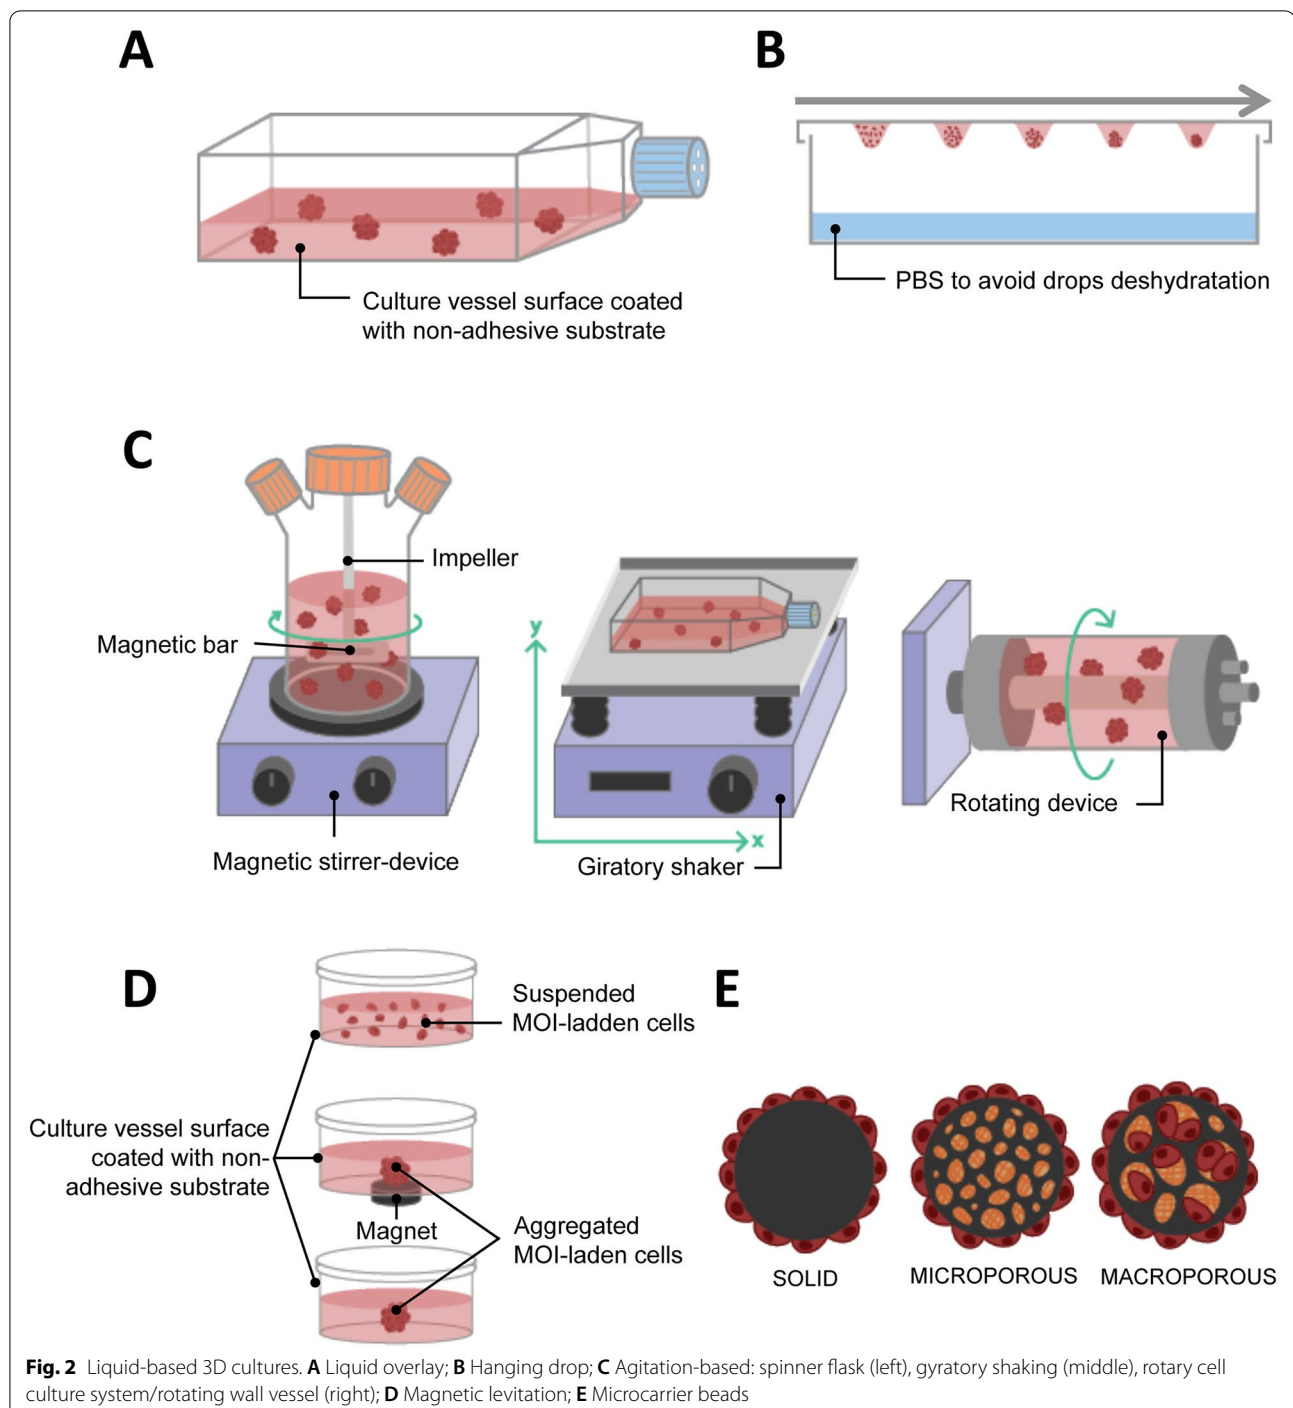 A
B
Culture vessel surface coated
with non-adhesive substrate
PBS to avoid drops deshydratation
C
Impeller
Magnetic bar
Magnetic stirrer-device
y
x
Giratory shaker
Rotating device
D
Suspended
MOI-ladden cells
Culture vessel surface
coated with non-
adhesive substrate
Magnet
Aggregated
MOI-laden cells
E
SOLID
MICROPOROUS
MACROPOROUS
Fig. 2 Liquid-based 3D cultures. A Liquid overlay; B Hanging drop; C Agitation-based: spinner flask (left), gyratory shaking (middle), rotary cell
culture system/rotating wall vessel (right); D Magnetic levitation; E Microcarrier beads